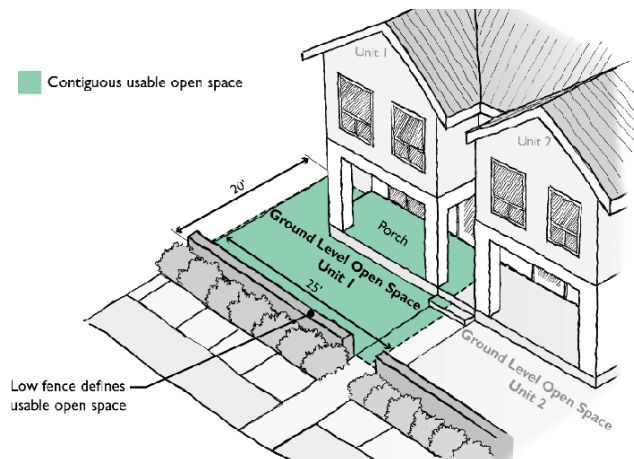 Unit 1
Contiguous usable open space
Unit 2
20'
Porch
Ground Level Open Space
Unit 1
25'
Low fence defines
usable open space
Ground Level Open Space
Unit 2